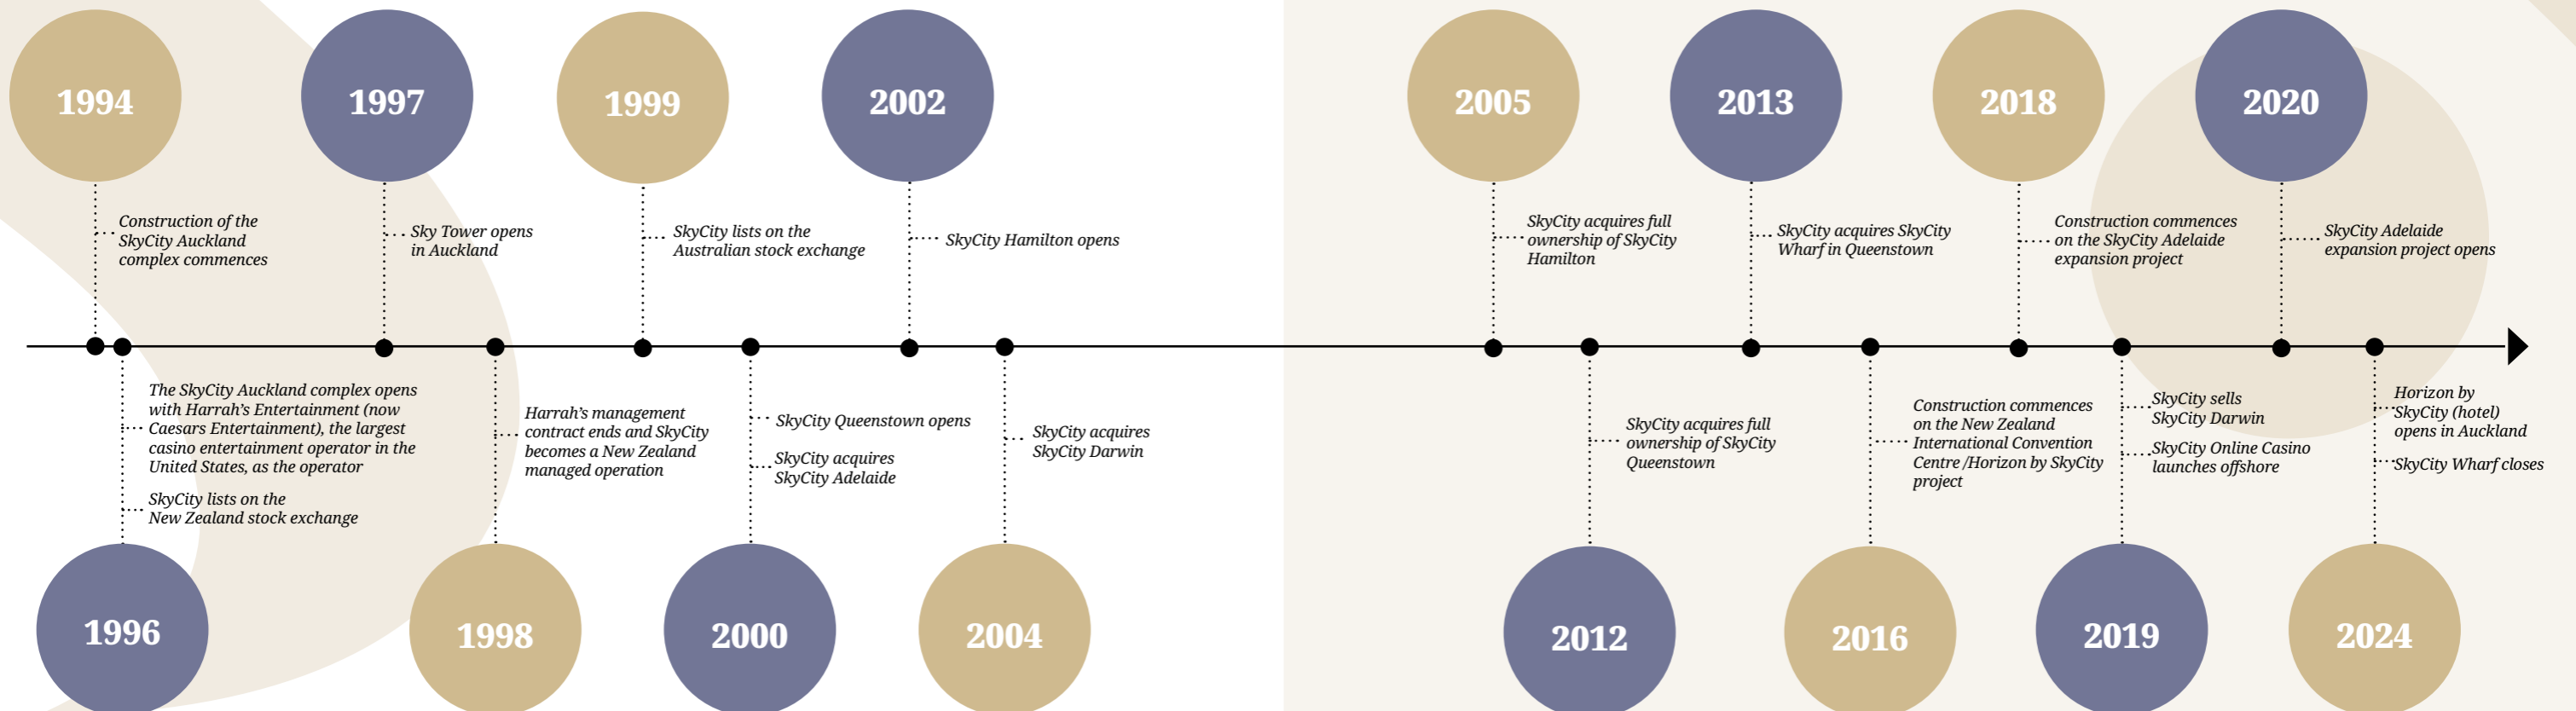 1994
1997
1999
2002
2005
2013
2018
2020
Construction of the
SkyCity Auckland
complex commences
Sky Tower opens
in Auckland
SkyCity lists on the
Australian stock exchange
SkyCity Hamilton opens
SkyCity acquires full
ownership of SkyCity
Hamilton
SkyCity acquires SkyCity
Wharf in Queenstown
Construction commences
on the SkyCity Adelaide
expansion project
SkyCity Adelaide
expansion project opens
The SkyCity Auckland complex opens
with Harrah’s Entertainment (now
Caesars Entertainment), the largest
casino entertainment operator in the
United States, as the operator
SkyCity lists on the
New Zealand stock exchange
Harrah’s management
contract ends and SkyCity
becomes a New Zealand
managed operation
SkyCity Queenstown opens
SkyCity acquires
SkyCity Adelaide
SkyCity acquires
SkyCity Darwin
SkyCity acquires full
ownership of SkyCity
Queenstown
Construction commences
on the New Zealand
International Convention
Centre /Horizon by SkyCity
project
SkyCity sells
SkyCity Darwin
SkyCity Online Casino
launches offshore
Horizon by
SkyCity (hotel)
opens in Auckland
SkyCity Wharf closes
1996
1998
2000
2004
2012
2016
2019
2024